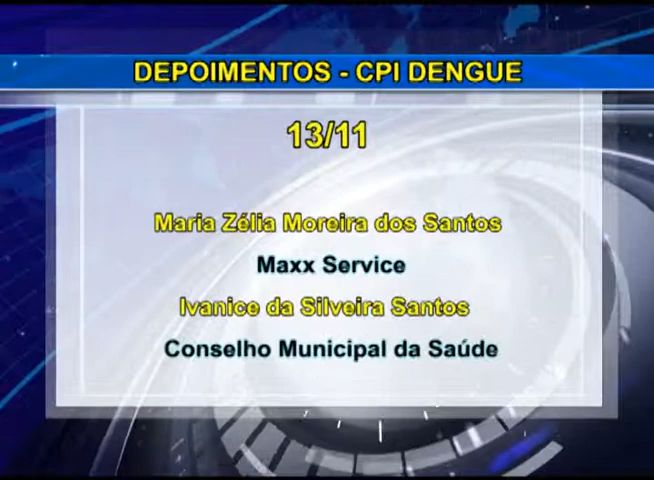 DEPOIMENTOS - CPI DENGUE
13/11
Maria Zélia Moreira dos Santos
Maxx Service
Ivanice da Silveira Santos
Conselho Municipal da Saúde